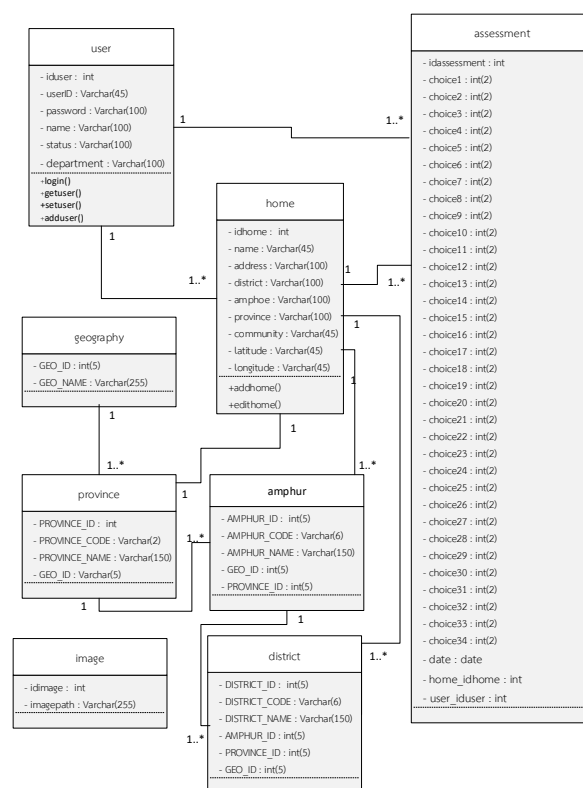 user
- iduser : int
- userID : Varchar(45)
- password : Varchar(100)
- name : Varchar(100)
- status : Varchar(100)
- department : Varchar(100)
+login()
+getuser()
+setuser()
+adduser()
1
1..*
1
1..*
assessment
- idassessment : int
- choice1 : int(2)
- choice2 : int(2)
- choice3 : int(2)
- choice4 : int(2)
- choice5 : int(2)
- choice6 : int(2)
- choice7 : int(2)
- choice8 : int(2)
- choice9 : int(2)
- choice10 : int(2)
- choice11 : int(2)
- choice12 : int(2)
- choice13 : int(2)
- choice14 : int(2)
- choice15 : int(2)
- choice16 : int(2)
- choice17 : int(2)
- choice18 : int(2)
- choice19 : int(2)
- choice20 : int(2)
- choice21 : int(2)
- choice22 : int(2)
- choice23 : int(2)
- choice24 : int(2)
- choice25 : int(2)
- choice26 : int(2)
- choice27 : int(2)
- choice28 : int(2)
- choice29 : int(2)
- choice30 : int(2)
- choice31 : int(2)
- choice32 : int(2)
- choice33 : int(2)
- choice34 : int(2)
- date : date
- home_idhome : int
- user_iduser : int
home
- idhome : int
- name : Varchar(45)
- address : Varchar(100)
- district : Varchar(100)
- amphoe : Varchar(100)
- province : Varchar(100)
- community : Varchar(45)
- latitude : Varchar(45)
- longitude : Varchar(45)
+addhome()
+edithome()
1
1..*
1
1
1
geography
- GEO_ID : int(5)
- GEO_NAME : Varchar(255)
1
1..*
province
- PROVINCE_ID : int
- PROVINCE_CODE : Varchar(2)
- PROVINCE_NAME : Varchar(150)
- GEO_ID : Varchar(5)
1
1..*
1
1..*
amphur
- AMPHUR_ID : int(5)
- AMPHUR_CODE : Varchar(6)
- AMPHUR_NAME : Varchar(150)
- GEO_ID : int(5)
- PROVINCE_ID : int(5)
1
1..*
1..*
image
- idimage : int
- imagepath : Varchar(255)
district
- DISTRICT_ID : int(5)
- DISTRICT_CODE : Varchar(6)
- DISTRICT_NAME : Varchar(150)
- AMPHUR_ID : int(5)
- PROVINCE_ID : int(5)
- GEO_ID : int(5)